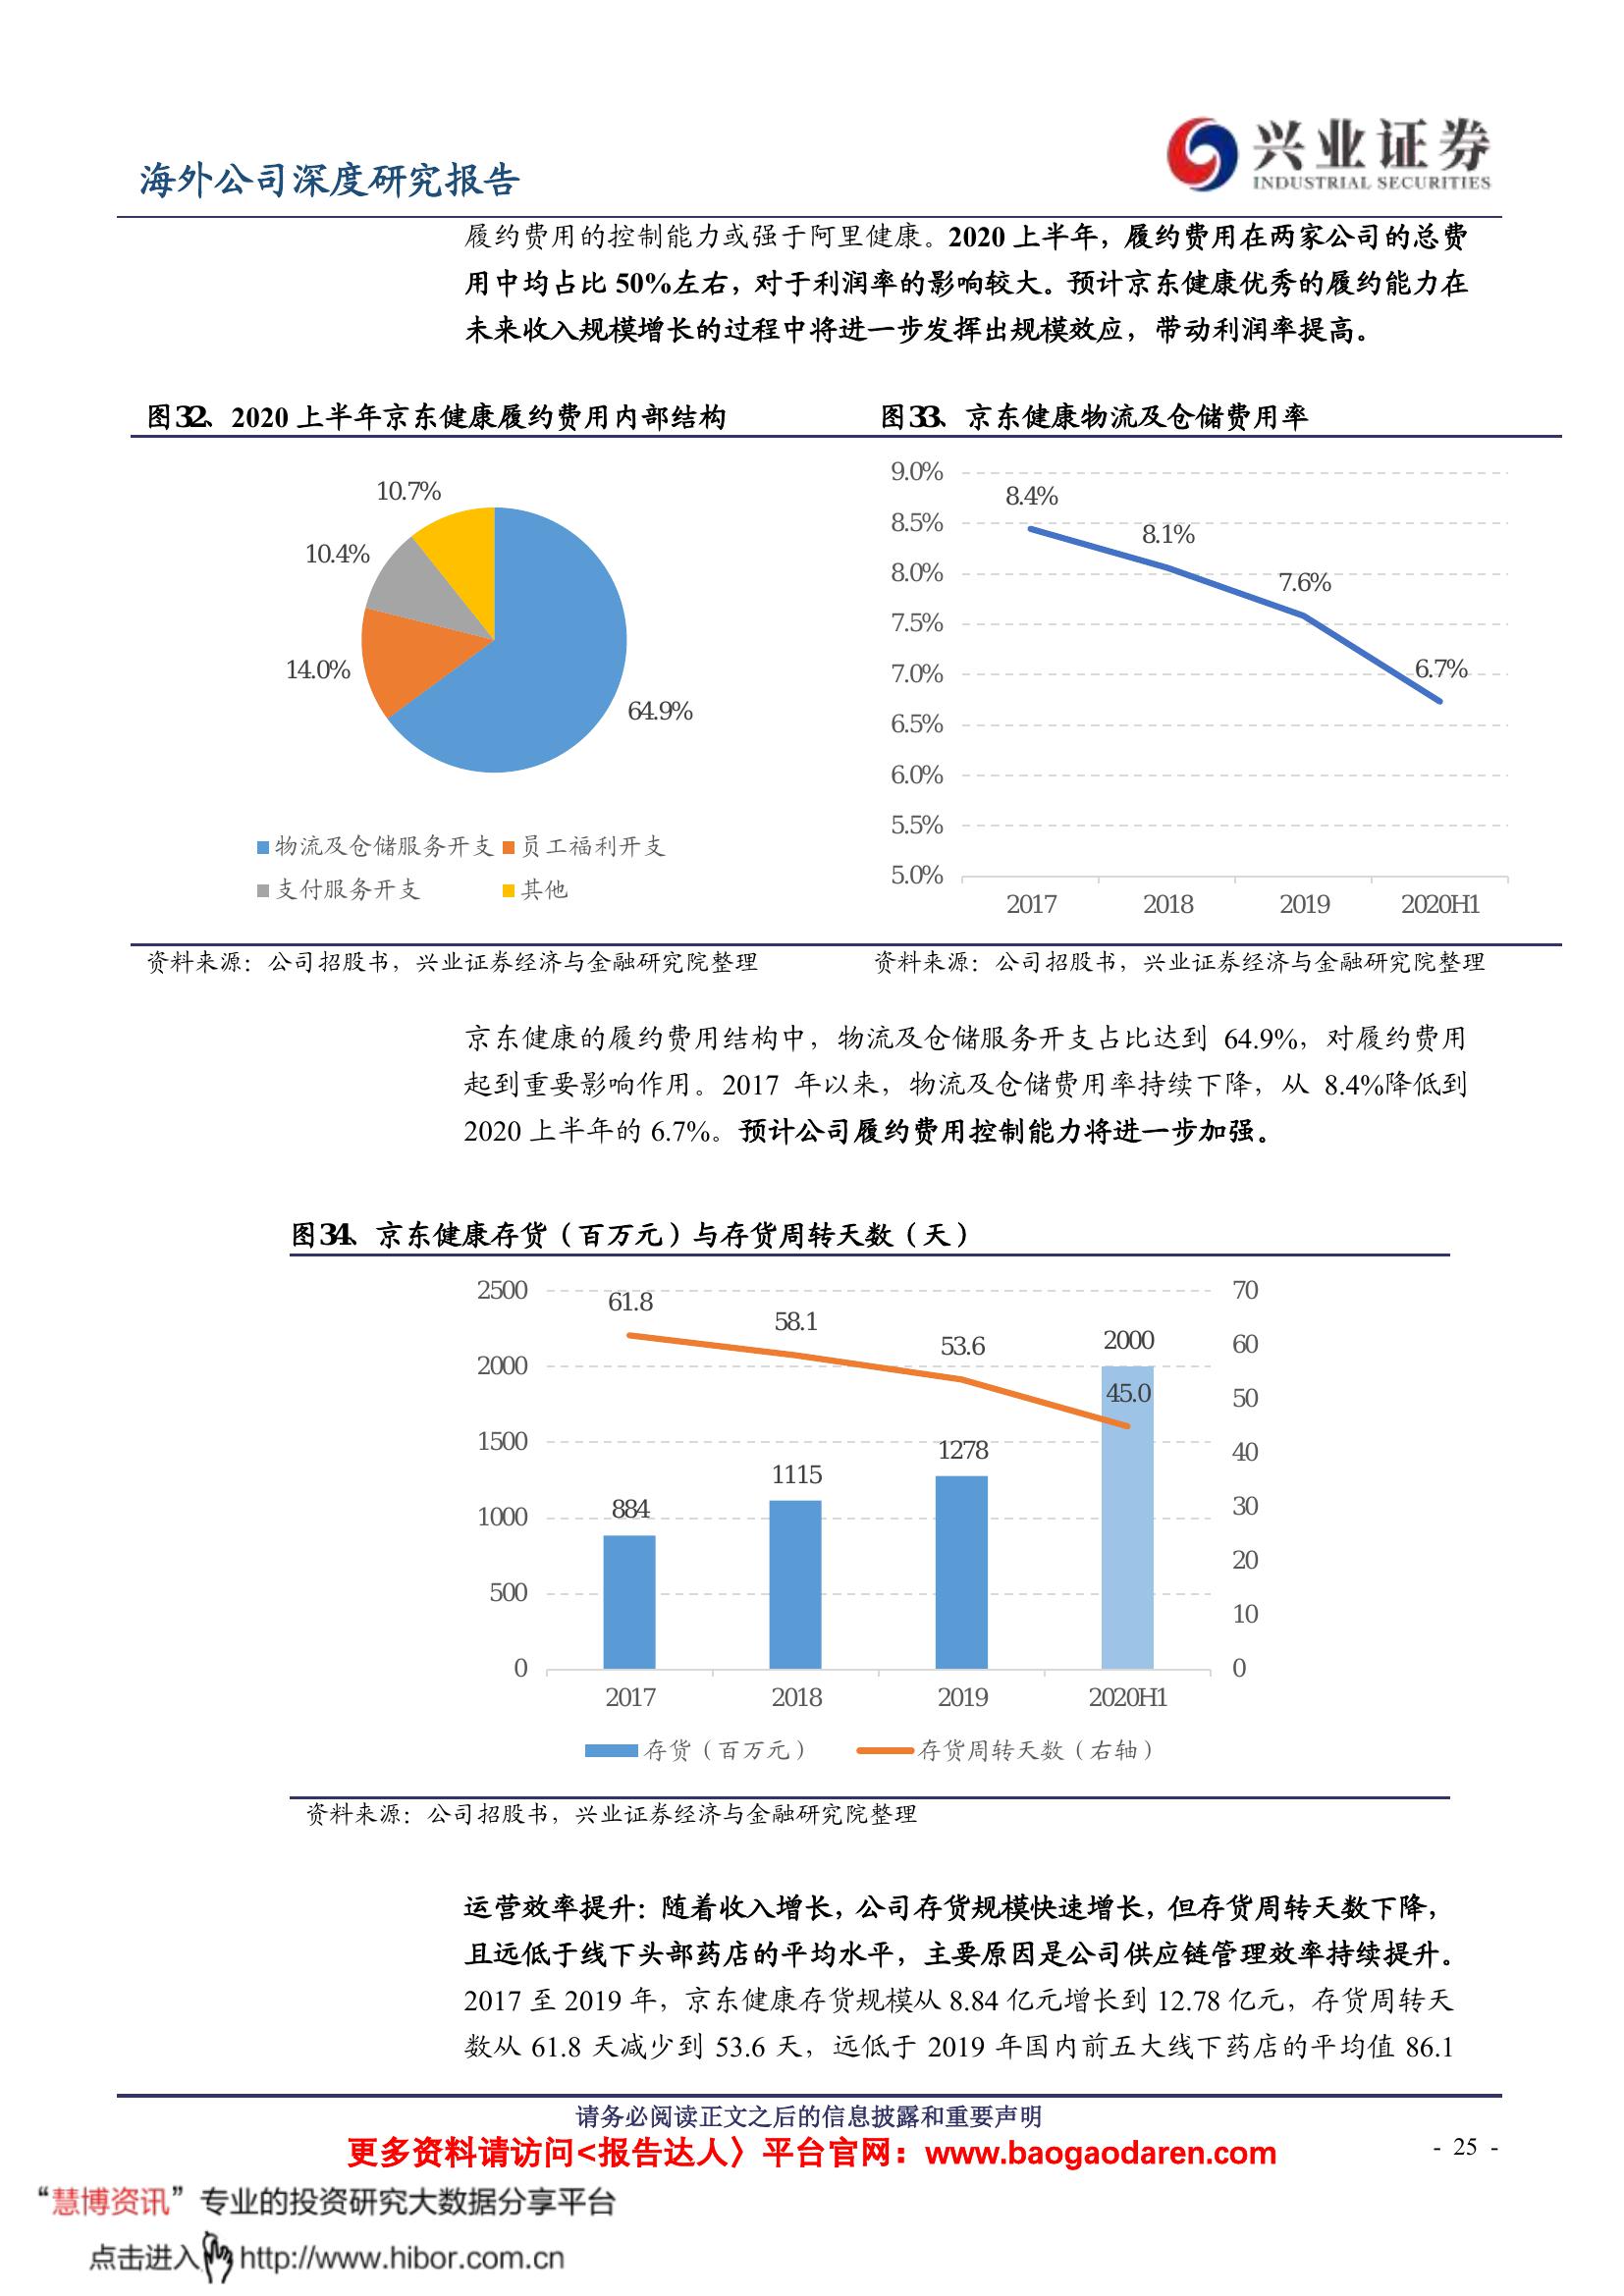 海外公司深度研究报告
兴业证券
INDUSTRIAL SECURITIES
履约费用的控制能力或强于阿里健康。2020 上半年，履约费用在两家公司的总费
用中均占比 50%左右，对于利润率的影响较大。预计京东健康优秀的履约能力在
未来收入规模增长的过程中将进一步发挥出规模效应，带动利润率提高。
图32、2020 上半年京东健康履约费用内部结构
10.7%
10.4%
14.0%
64.9%
物流及仓储服务开支 员工福利开支
支付服务开支 其他
资料来源：公司招股书，兴业证券经济与金融研究院整理
图33、京东健康物流及仓储费用率
9.0%
8.5%
8.0%
7.5%
7.0%
6.5%
6.0%
5.5%
5.0%
8.4%
8.1%
7.6%
6.7%
2017 2018 2019 2020H1
资料来源：公司招股书，兴业证券经济与金融研究院整理
京东健康的履约费用结构中，物流及仓储服务开支占比达到 64.9%，对履约费用
起到重要影响作用。2017 年以来，物流及仓储费用率持续下降，从 8.4%降低到
2020 上半年的 6.7%。预计公司履约费用控制能力将进一步加强。
图34、京东健康存货（百万元）与存货周转天数（天）
2500
2000
1500
1000
500
0
61.8
58.1
53.6
45.0
884
1115
1278
2000
70
60
50
40
30
20
10
0
2017 2018 2019 2020H1
存货（百万元） 存货周转天数（右轴）
资料来源：公司招股书，兴业证券经济与金融研究院整理
运营效率提升：随着收入增长，公司存货规模快速增长，但存货周转天数下降，
且远低于线下头部药店的平均水平，主要原因是公司供应链管理效率持续提升。
2017 至 2019 年，京东健康存货规模从 8.84 亿元增长到 12.78 亿元，存货周转天
数从 61.8 天减少到 53.6 天，远低于 2019 年国内前五大线下药店的平均值 86.1
请务必阅读正文之后的信息披露和重要声明
更多资料请访问<报告达人〉平台官网：www.baogaodaren.com
- 25 -
“慧博资讯”专业的投资研究大数据分享平台
点击进入 http://www.hibor.com.cn